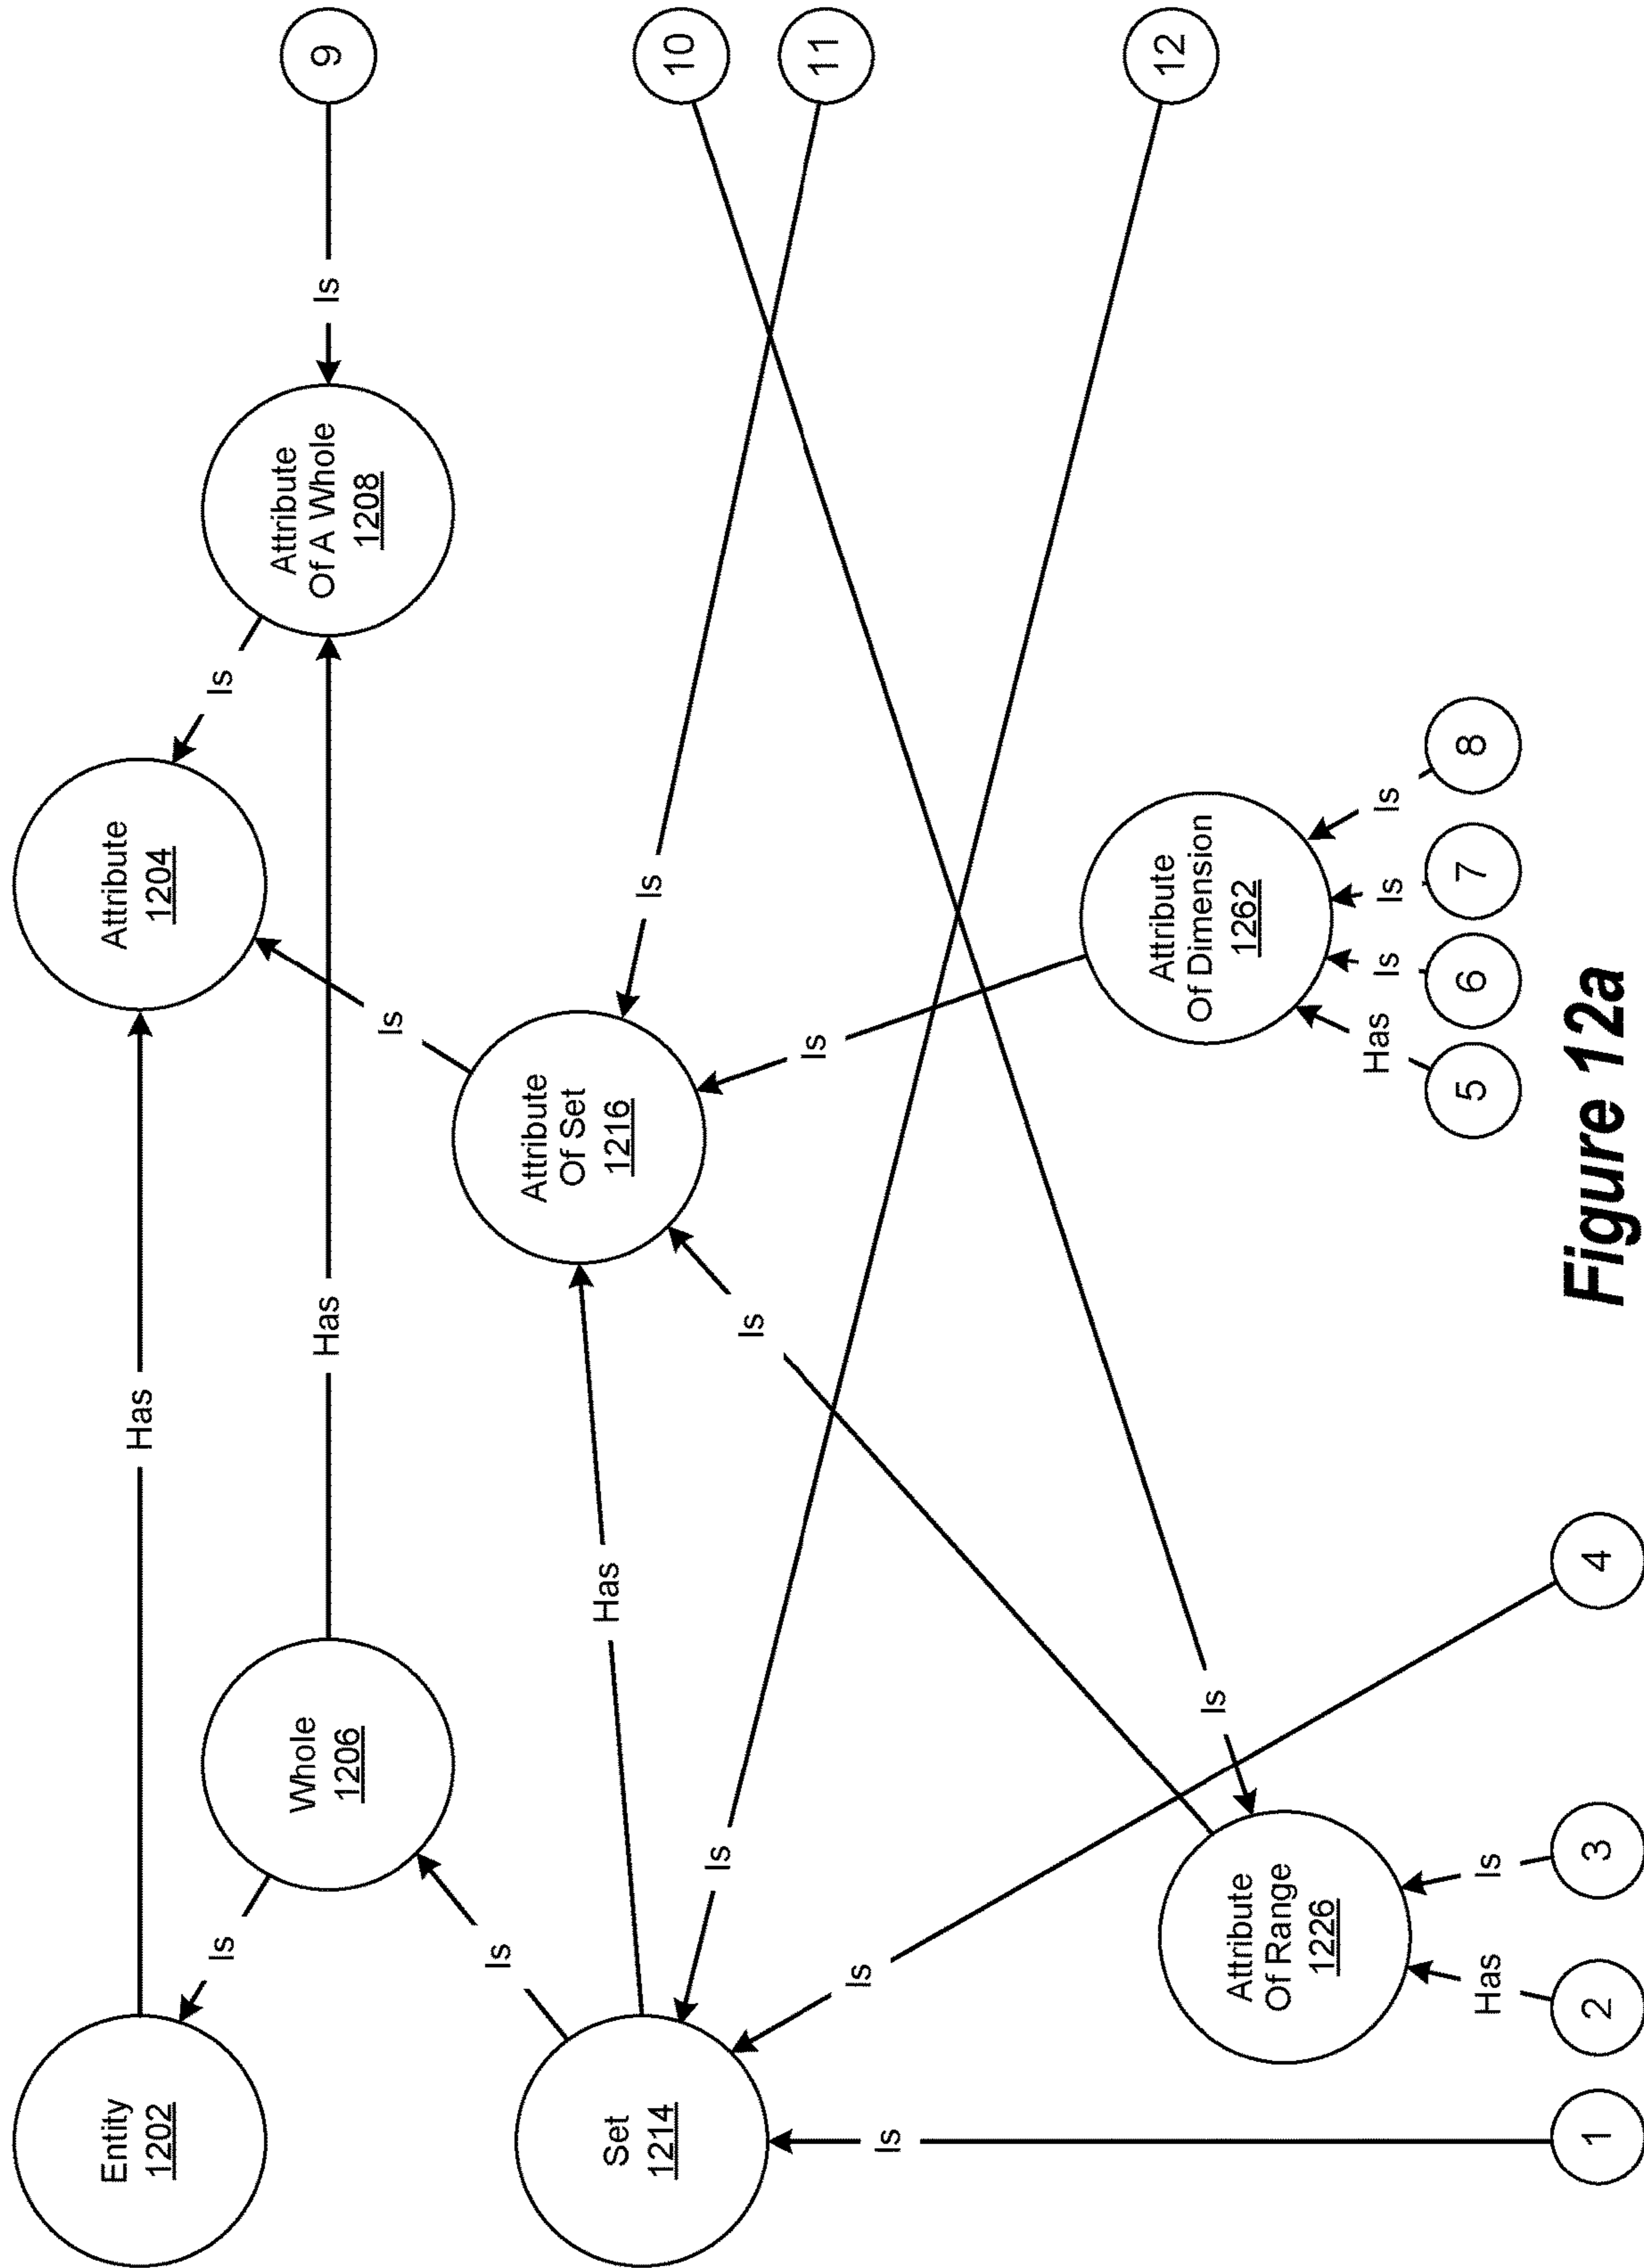 Entity
1202
Has
Attribute
1204
Is
Is
Whole
1206
Has
Attribute
Of A Whole
1208
Is
9
Is
Is
Set
1214
Has
Attribute
Of Set
1216
Is
10
11
Is
Is
Is
12
Is
Is
Attribute
Of Range
1226
Is
Attribute
Of Dimension
1262
Has
Is
Has
Is
Is
Is
5
6
7
8
1
2
3
4
Figure 12a